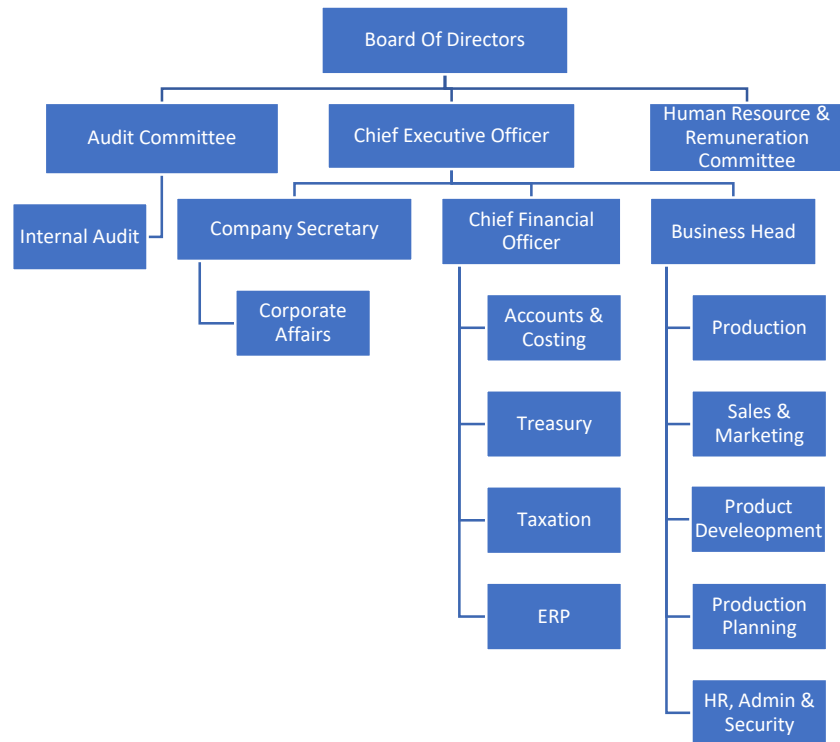 Board Of Directors
Audit Committee
Chief Executive Officer
Human Resource &
Remuneration
Committee
Internal Audit
Company Secretary
Chief Financial
Officer
Business Head
Corporate
Affairs
Accounts &
Costing
Treasury
Taxation
ERP
Production
Sales &
Marketing
Product
Develeopment
Production
Planning
HR, Admin &
Security